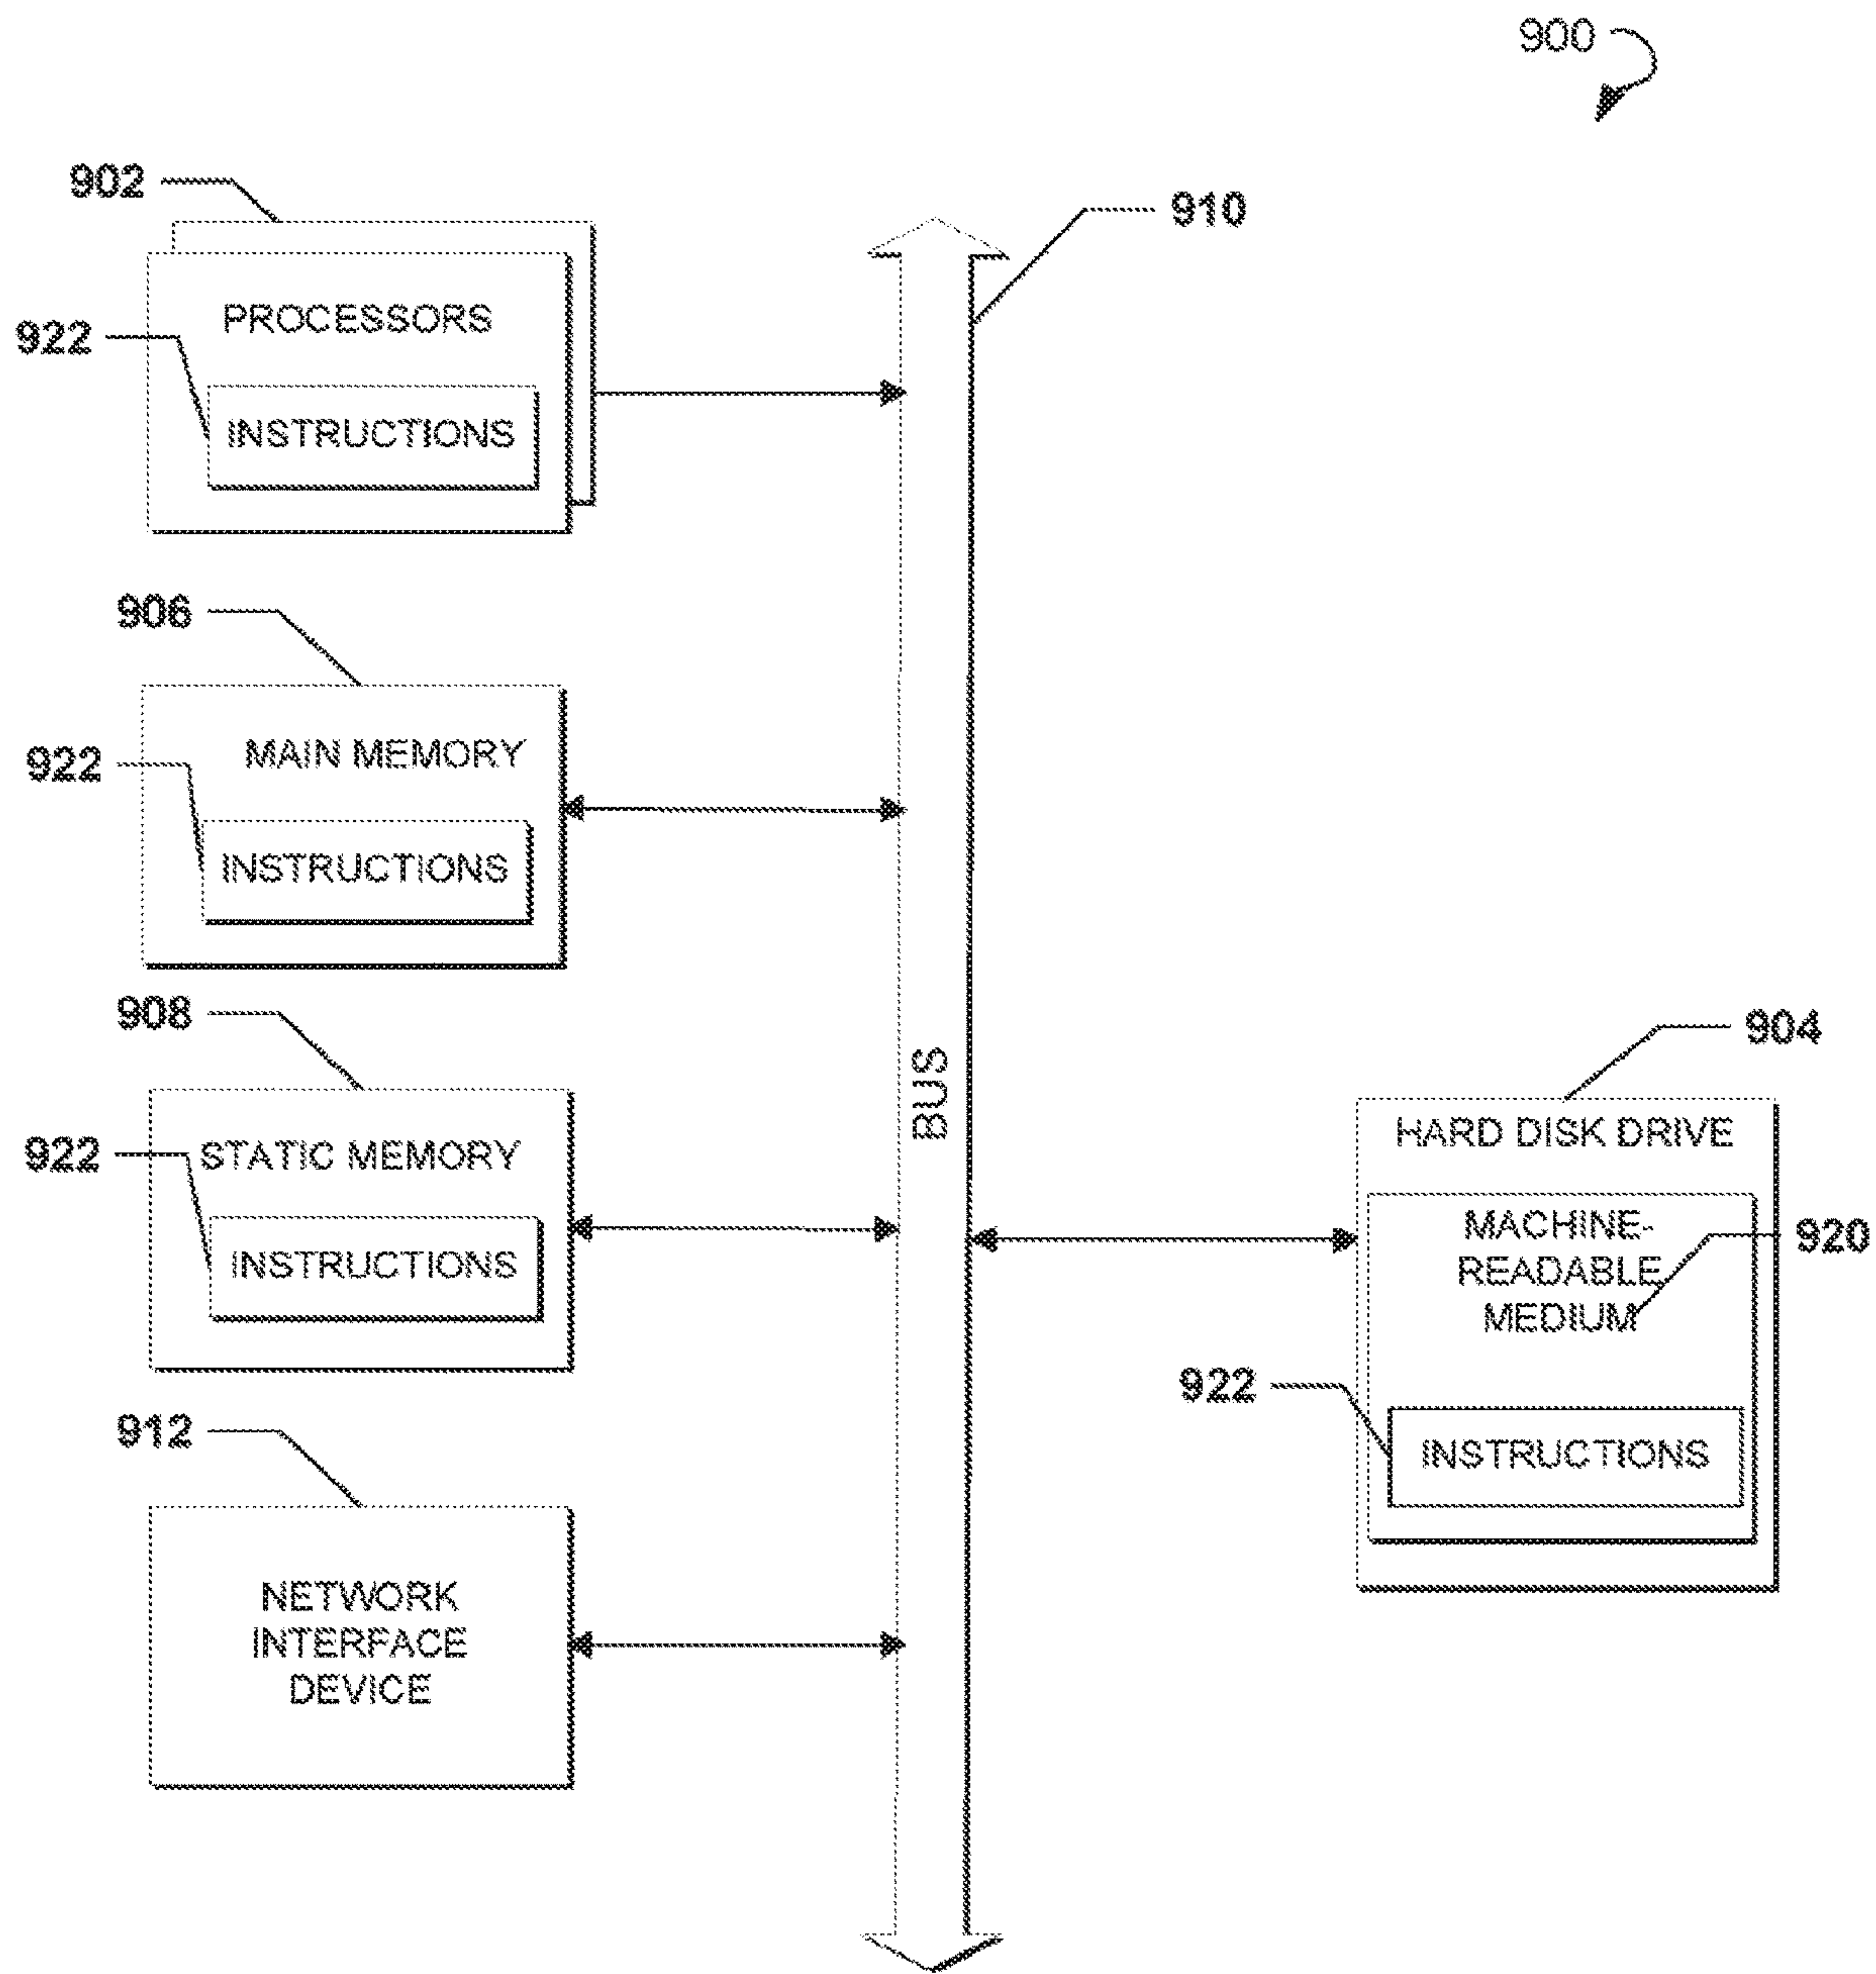 900
902
910
PROCESSORS
922
INSTRUCTIONS
906
MAIN MEMORY
922
INSTRUCTIONS
908
904
BUS
HARD DISK DRIVE
STATIC MEMORY
922
MACHINE-
READABLE
MEDIUM
920
INSTRUCTIONS
922
INSTRUCTIONS
912
NETWORK
INTERFACE
DEVICE